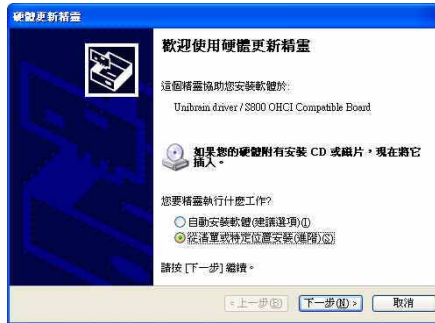 硬體更新精靈
歡迎使用硬體更新精靈
這個精靈協助您安裝軟體於:
Unibrain driver / S800 OHCI Compatible Board
如果您的硬體附有安裝 CD 或磁片，現在將它
插入。
您要精靈執行什麼工作?
自動安裝軟體(建議選項)(I)
從清單或特定位置安裝(進階)(S)
請按 [下一步] 繼續。
<上一步(B) 下一步(N)> 取消